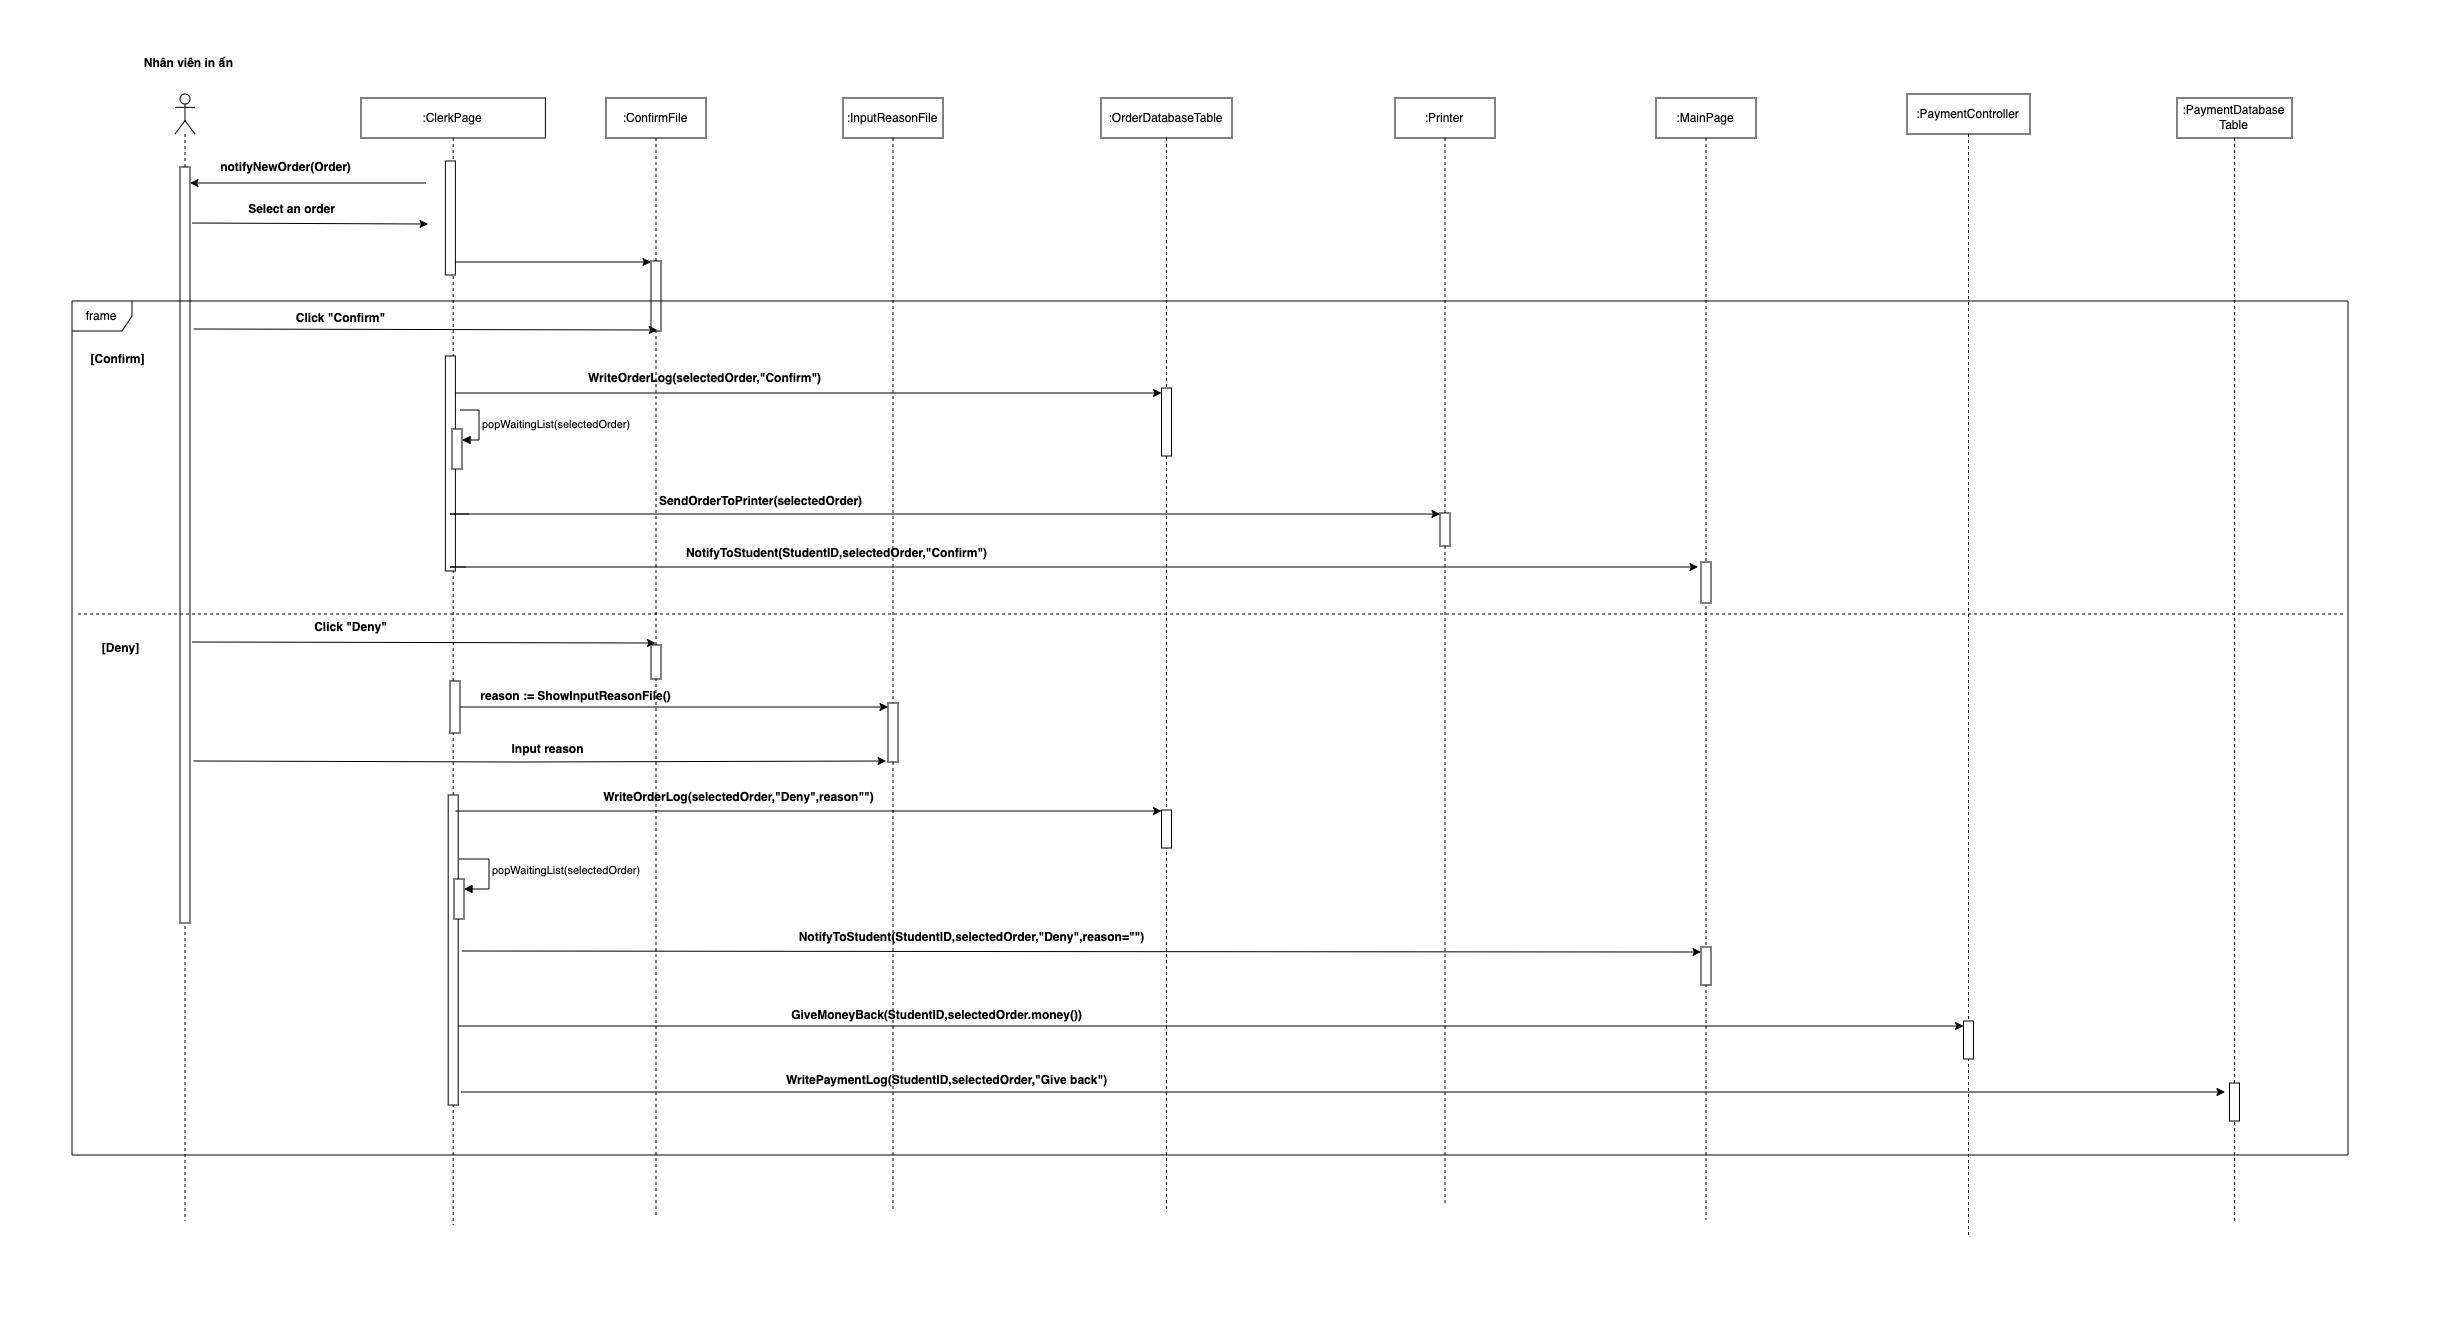 Nhân viên in ấn
:ClerkPage
:ConfirmFile
:InputReasonFile
:OrderDatabaseTable
:Printer
:MainPage
:PaymentController
:PaymentDatabase
Table
notifyNewOrder(Order)
Select an order
frame
Click "Confirm"
[Confirm]
WriteOrderLog(selectedOrder,"Confirm")
popWaitingList(selectedOrder)
SendOrderToPrinter(selectedOrder)
NotifyToStudent(StudentID,selectedOrder,"Confirm")
Click "Deny"
[Deny]
reason := ShowInputReasonFile()
Input reason
WriteOrderLog(selectedOrder,"Deny",reason"")
popWaitingList(selectedOrder)
NotifyToStudent(StudentID,selectedOrder,"Deny",reason="")
GiveMoneyBack(StudentID,selectedOrder.money())
WritePaymentLog(StudentID,selectedOrder,"Give back")